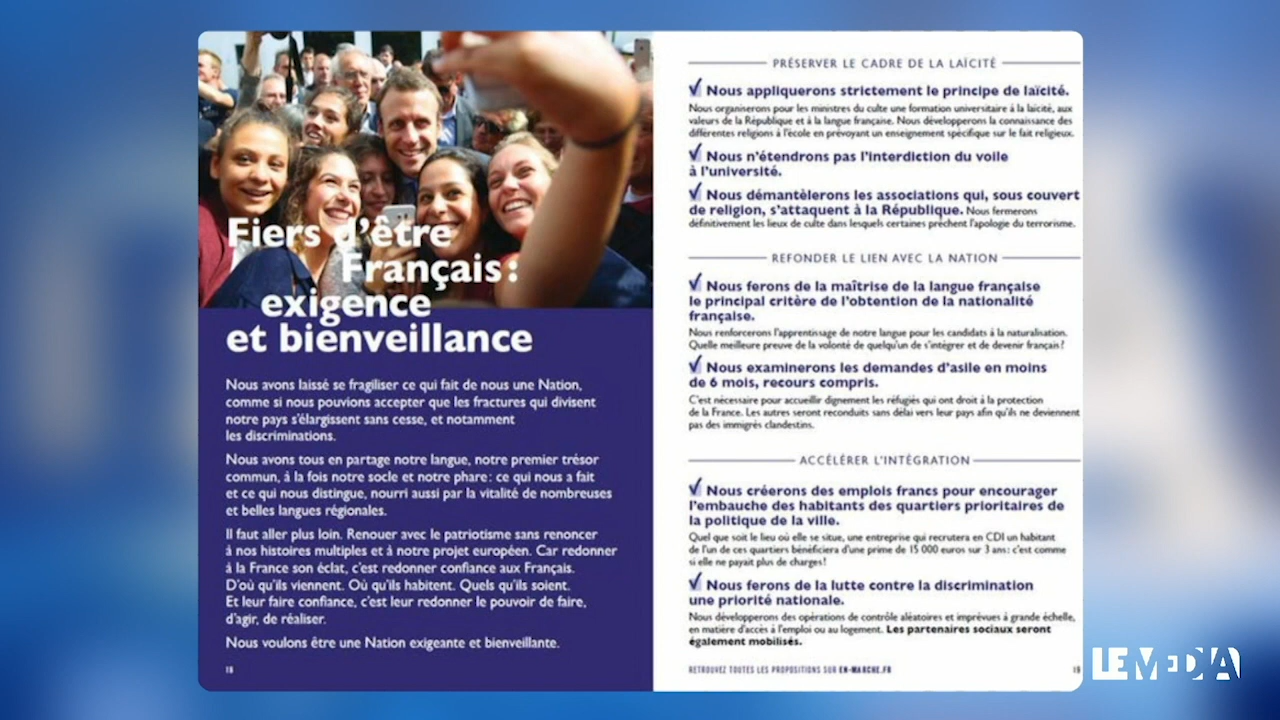 Fiers d'être
Français :
exigence
et bienveillance
Nous avons laissé se fragiliser ce qui fait de nous une Nation,
comme si nous pouvions accepter que les fractures qui divisent
notre pays s'élargissent sans cesse, et notamment
les discriminations.
Nous avons tous en partage notre langue, notre premier trésor
commun, à la fois notre socle et notre phare : ce qui nous a fait
et ce qui nous distingue, nourri aussi par la vitalité de nombreuses
et belles langues régionales.
Il faut aller plus loin. Renouer avec le patriotisme sans renoncer
à nos histoires multiples et à notre projet européen. Car redonner
à la France son éclat, c'est redonner confiance aux Français.
D'où qu'ils viennent. Où qu'ils habitent. Quels qu'ils soient.
Et leur faire confiance, c'est leur redonner le pouvoir de faire,
d'agir, de réaliser.
Nous voulons être une Nation exigeante et bienveillante.
18
PRÉSERVER LE CADRE DE LA LAÏCITÉ
Nous appliquerons strictement le principe de laïcité.
Nous organiserons pour les ministres du culte une formation universitaire à la laïcité, aux
valeurs de la République et à la langue française. Nous développerons la connaissance des
différentes religions à l'école en prévoyant un enseignement spécifique sur le fait religieux.
Nous n'étendrons pas l'interdiction du voile
à l'université.
Nous démantèlerons les associations qui, sous couvert
de religion, s'attaquent à la République. Nous fermerons
définitivement les lieux de culte dans lesquels certains prêchent l'apologie du terrorisme.
REFONDER LE LIEN AVEC LA NATION
Nous ferons de la maîtrise de la langue française
le principal critère de l'obtention de la nationalité
française.
Nous renforcerons l'apprentissage de notre langue pour les candidats à la naturalisation.
Quelle meilleure preuve de la volonté de quelqu'un de s'intégrer et de devenir français ?
Nous examinerons les demandes d'asile en moins
de 6 mois, recours compris.
C'est nécessaire pour accueillir dignement les réfugiés qui ont droit à la protection
de la France. Les autres seront reconduits sans délai vers leur pays afin qu'ils ne deviennent
pas des immigrés clandestins.
ACCÉLÉRER L'INTÉGRATION
Nous créerons des emplois francs pour encourager
l'embauche des habitants des quartiers prioritaires de
la politique de la ville.
Quel que soit le lieu où elle se situe, une entreprise qui recrutera en CDI un habitant
de l'un de ces quartiers bénéficiera d'une prime de 15 000 euros sur 3 ans : c'est comme
si elle ne payait plus de charges !
Nous ferons de la lutte contre la discrimination
une priorité nationale.
Nous développerons des opérations de contrôle aléatoires et imprévues à grande échelle,
en matière d'accès à l'emploi ou au logement. Les partenaires sociaux seront
également mobilisés.
RETROUVEZ TOUTES LES PROPOSITIONS SUR EN-MARCHE.FR
19
LE MEDIA